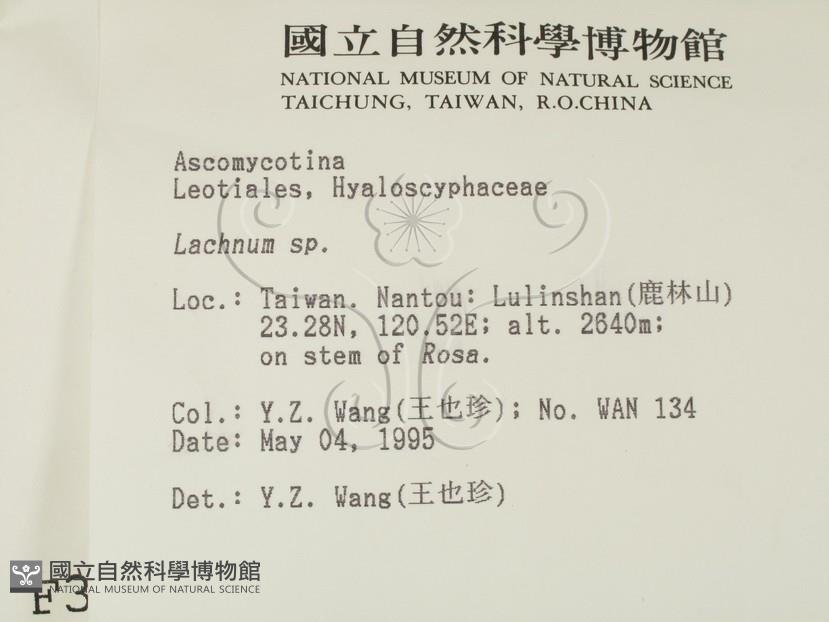 國立自然科學博物館
NATIONAL MUSEUM OF NATURAL SCIENCE
TAICHUNG, TAIWAN, R.O.CHINA
Ascomycotina
Leotiales, Hyaloscyphaceae
Lachnum sp.
Loc.: Taiwan. Nantou: Lulinshan(鹿林山)
23.28N, 120.52E; alt. 2640m;
on stem of Rosa.
Col.: Y.Z. Wang(王也珍); No. WAN 134
Date: May 04, 1995
Det.: Y.Z. Wang(王也珍)
國立自然科學博物館
NATIONAL MUSEUM OF NATURAL SCIENCE
F3